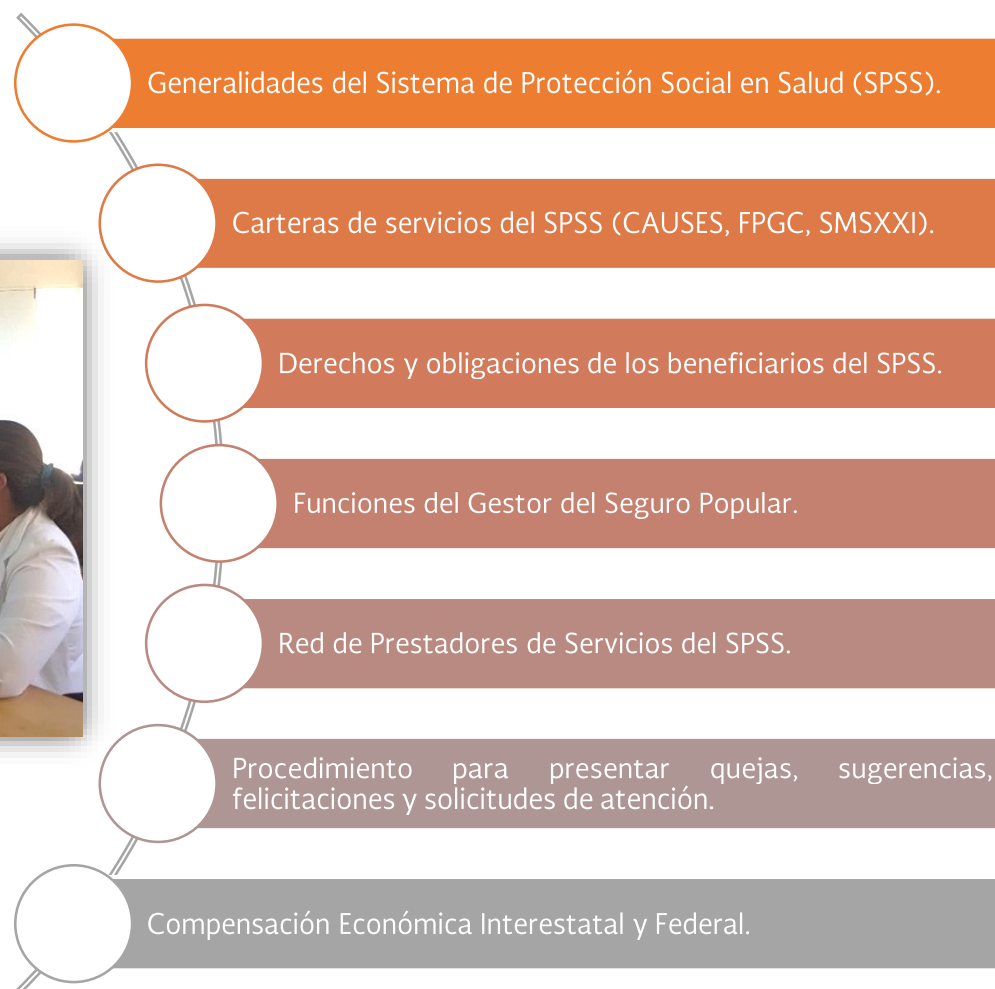 Generalidades del Sistema de Protección Social en Salud (SPSS).
Carteras de servicios del SPSS (CAUSES, FPGC, SMSXXI).
Derechos y obligaciones de los beneficiarios del SPSS.
Funciones del Gestor del Seguro Popular.
Red de Prestadores de Servicios del SPSS.
Procedimiento para presentar quejas, sugerencias,
felicitaciones y solicitudes de atención.
Compensación Económica Interestatal y Federal.